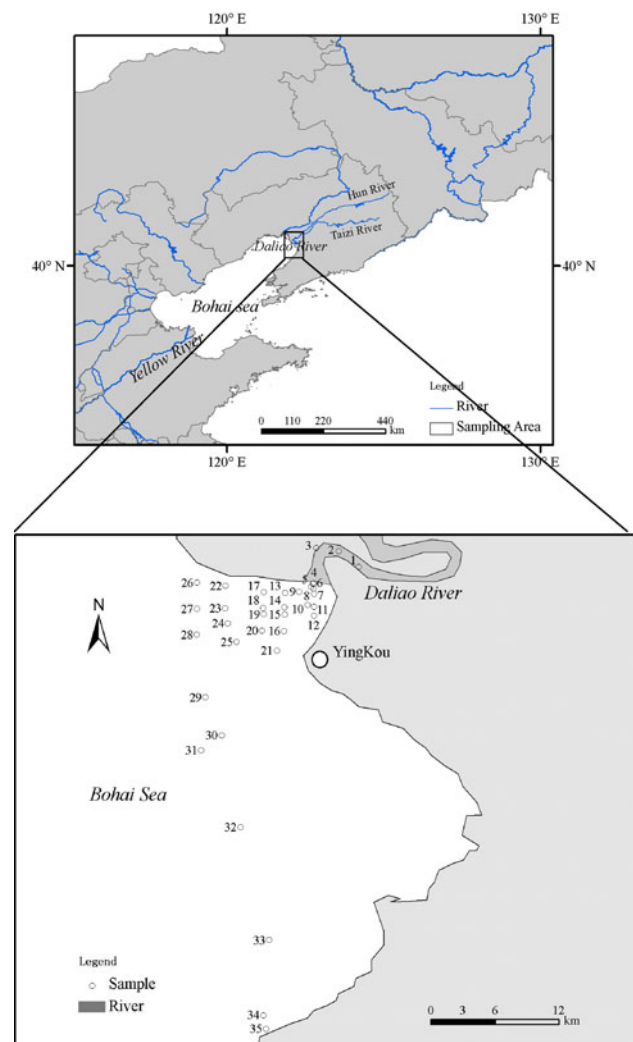 120° E 130° E
Hun River
Taizi River
Daliao River
40° N 40° N
Bohai sea
Yellow River
Legend
River
Sampling Area
0 110 220 440
km
120° E 130° E
3 2 1
4
5 6
Daliao River
26 22 17 13 9 8 7
27 23 18 14 10 11
19 15 12
24
28 25 20 16
21
N
YingKou
29
30
31
Bohai Sea
32
33
Legend
Sample
River
34
35
0 3 6 12
km